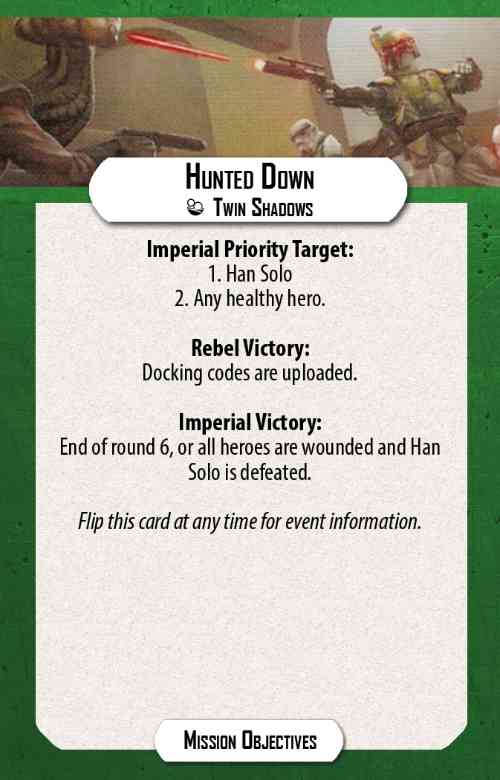 Hunted Down
Twin Shadows
Imperial Priority Target:
1. Han Solo
2. Any healthy hero.
Rebel Victory:
Docking codes are uploaded.
Imperial Victory:
End of round 6, or all heroes are wounded and Han
Solo is defeated.
Flip this card at any time for event information.
Mission Objectives